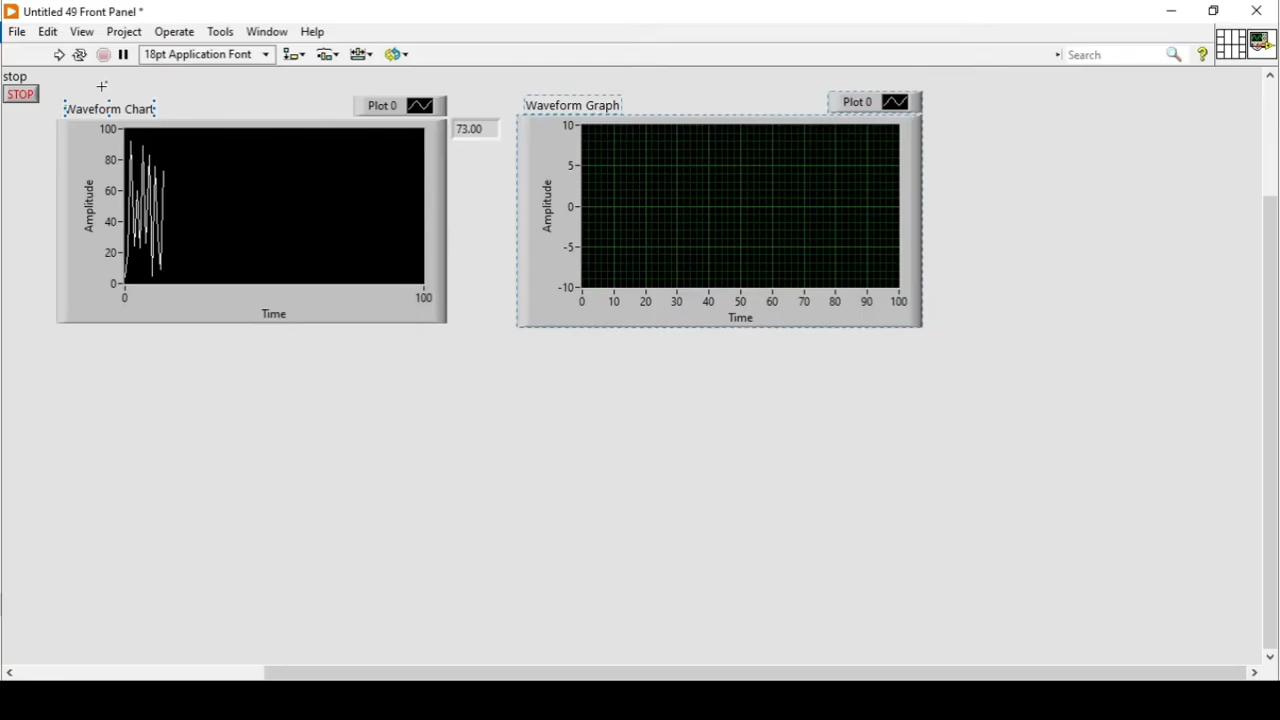 Untitled 49 Front Panel *
File Edit View Project Operate Tools Window Help
18pt Application Font
Search
?
stop
STOP
Waveform Chart
Plot 0
73.00
100
80
60
40
20
0
Amplitude
0 100
Time
Waveform Graph
Plot 0
10
5
0
-5
-10
Amplitude
0 10 20 30 40 50 60 70 80 90 100
Time